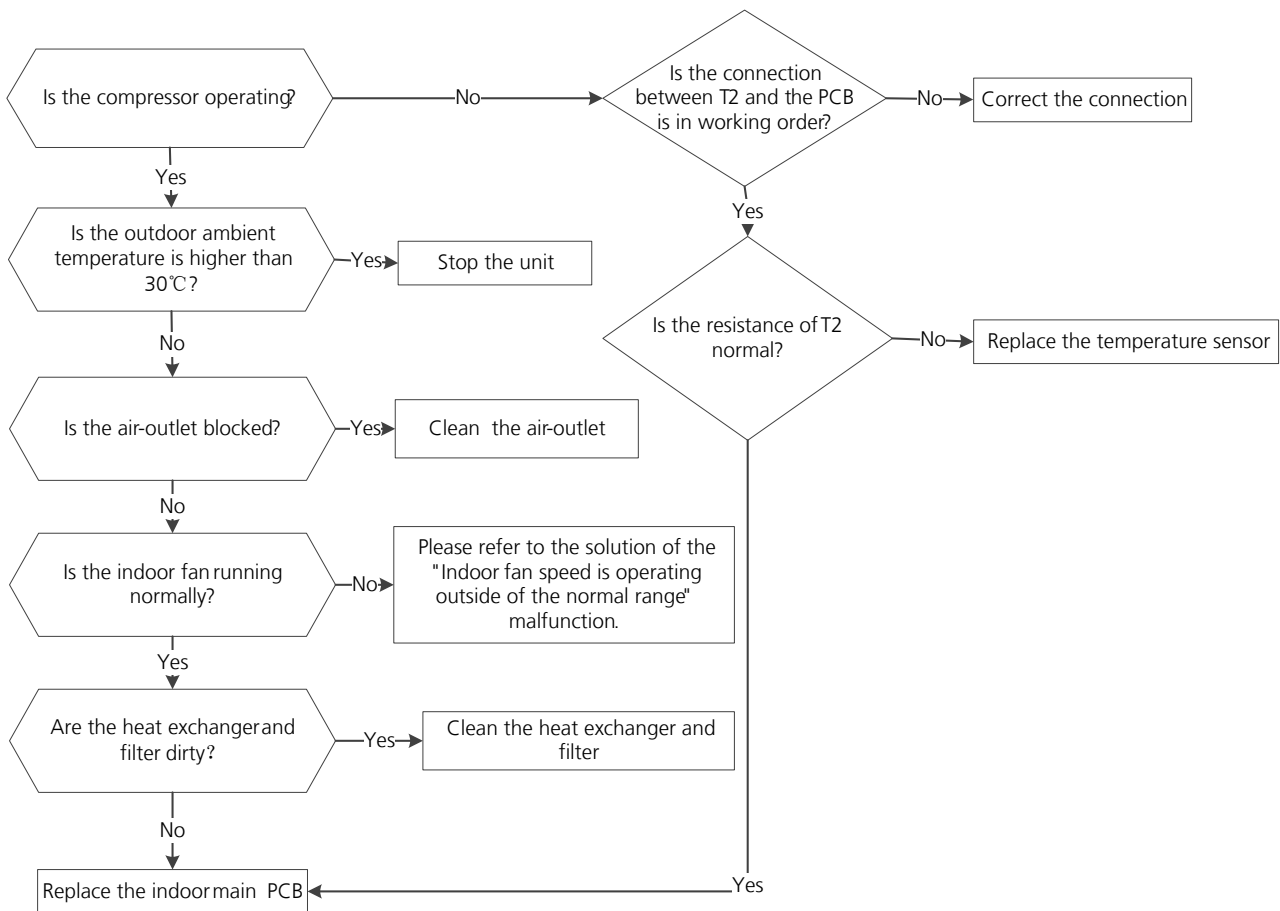 Is the compressor operating?
No
Is the connection
between T2 and the PCB
is in working order?
No
Correct the connection
Yes
Yes
Is the outdoor ambient
temperature is higher than
30℃?
Yes
Stop the unit
Is the resistance of T2
normal?
No
Replace the temperature sensor
No
Is the air-outlet blocked?
Yes
Clean the air-outlet
No
Is the indoor fan running
normally?
No
Please refer to the solution of the
"Indoor fan speed is operating
outside of the normal range"
malfunction.
Yes
Are the heat exchanger and
filter dirty?
Yes
Clean the heat exchanger and
filter
No
Replace the indoor main PCB
Yes